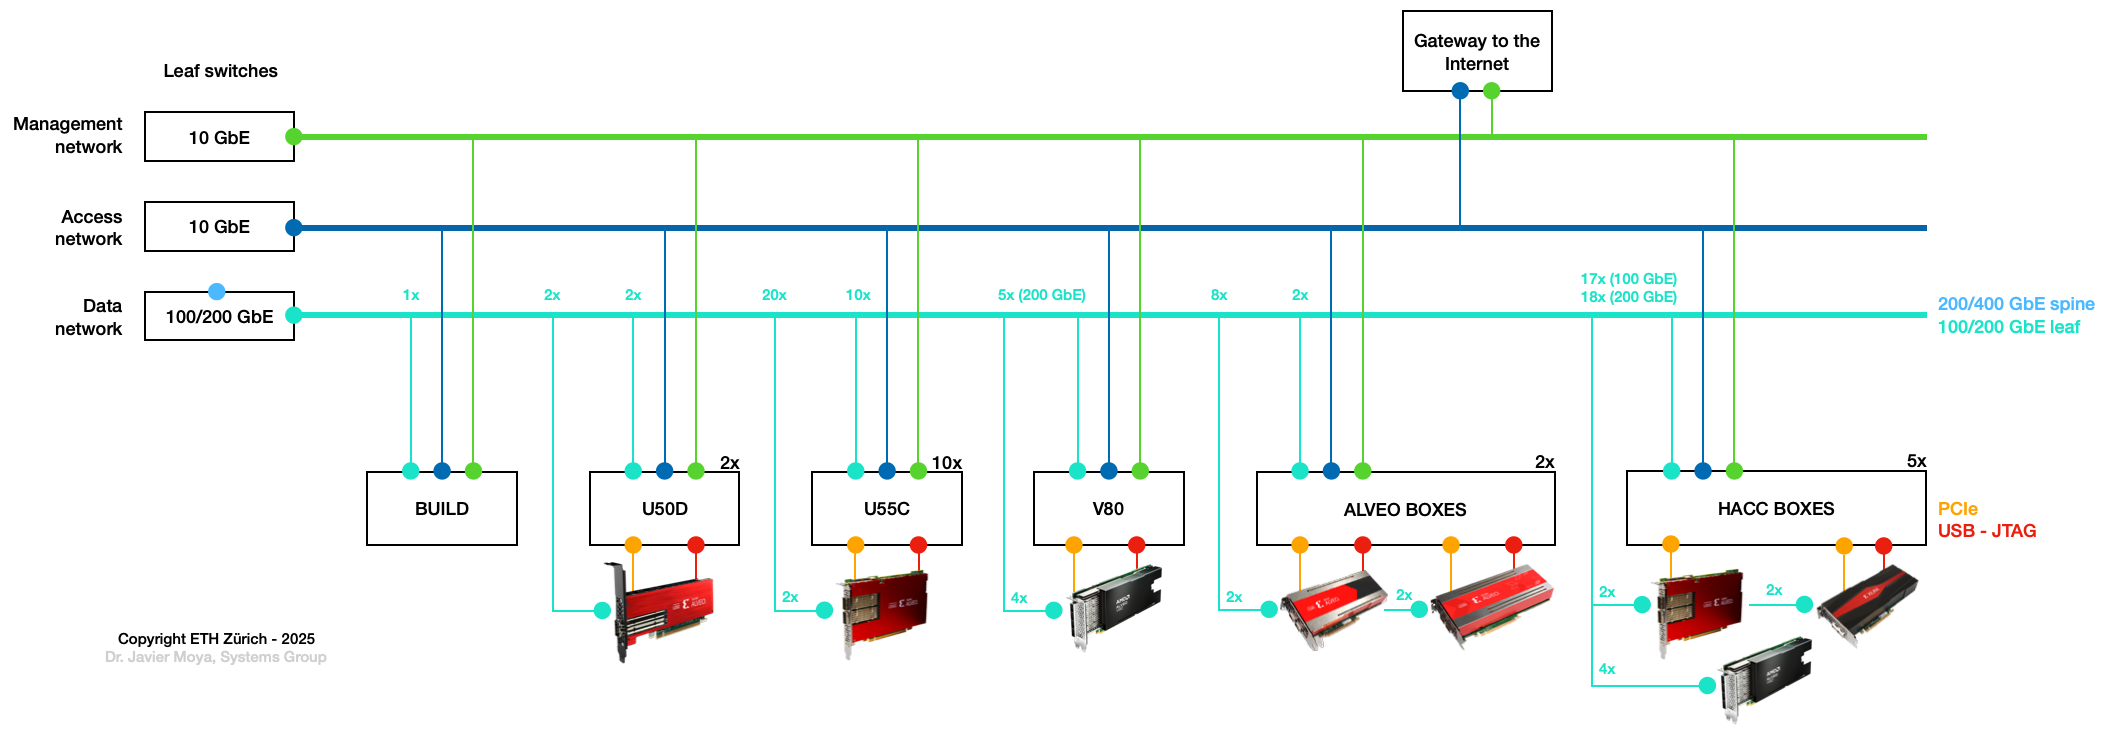 Gateway to the
Internet
Leaf switches
Management
network
10 GbE
Access
network
10 GbE
Data
network
100/200 GbE
1x
2x
2x
20x
10x
5x (200 GbE)
8x
2x
17x (100 GbE)
18x (200 GbE)
200/400 GbE spine
100/200 GbE leaf
BUILD
2x
U50D
10x
U55C
V80
2x
ALVEO BOXES
5x
HACC BOXES
PCIe
USB - JTAG
2x
4x
2x
2x
2x
2x
4x
Copyright ETH Zürich - 2025
Dr. Javier Moya, Systems Group